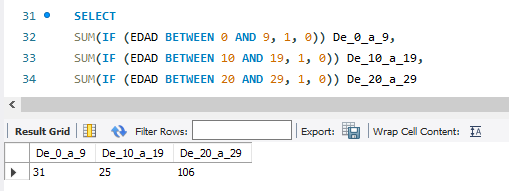 31 SELECT
32 SUM(IF (EDAD BETWEEN 0 AND 9, 1, 0)) De_0_a_9,
33 SUM(IF (EDAD BETWEEN 10 AND 19, 1, 0)) De_10_a_19,
34 SUM(IF (EDAD BETWEEN 20 AND 29, 1, 0)) De_20_a_29
Result Grid Filter Rows: Export: Wrap Cell Content:
De_0_a_9 De_10_a_19 De_20_a_29
31 25 106